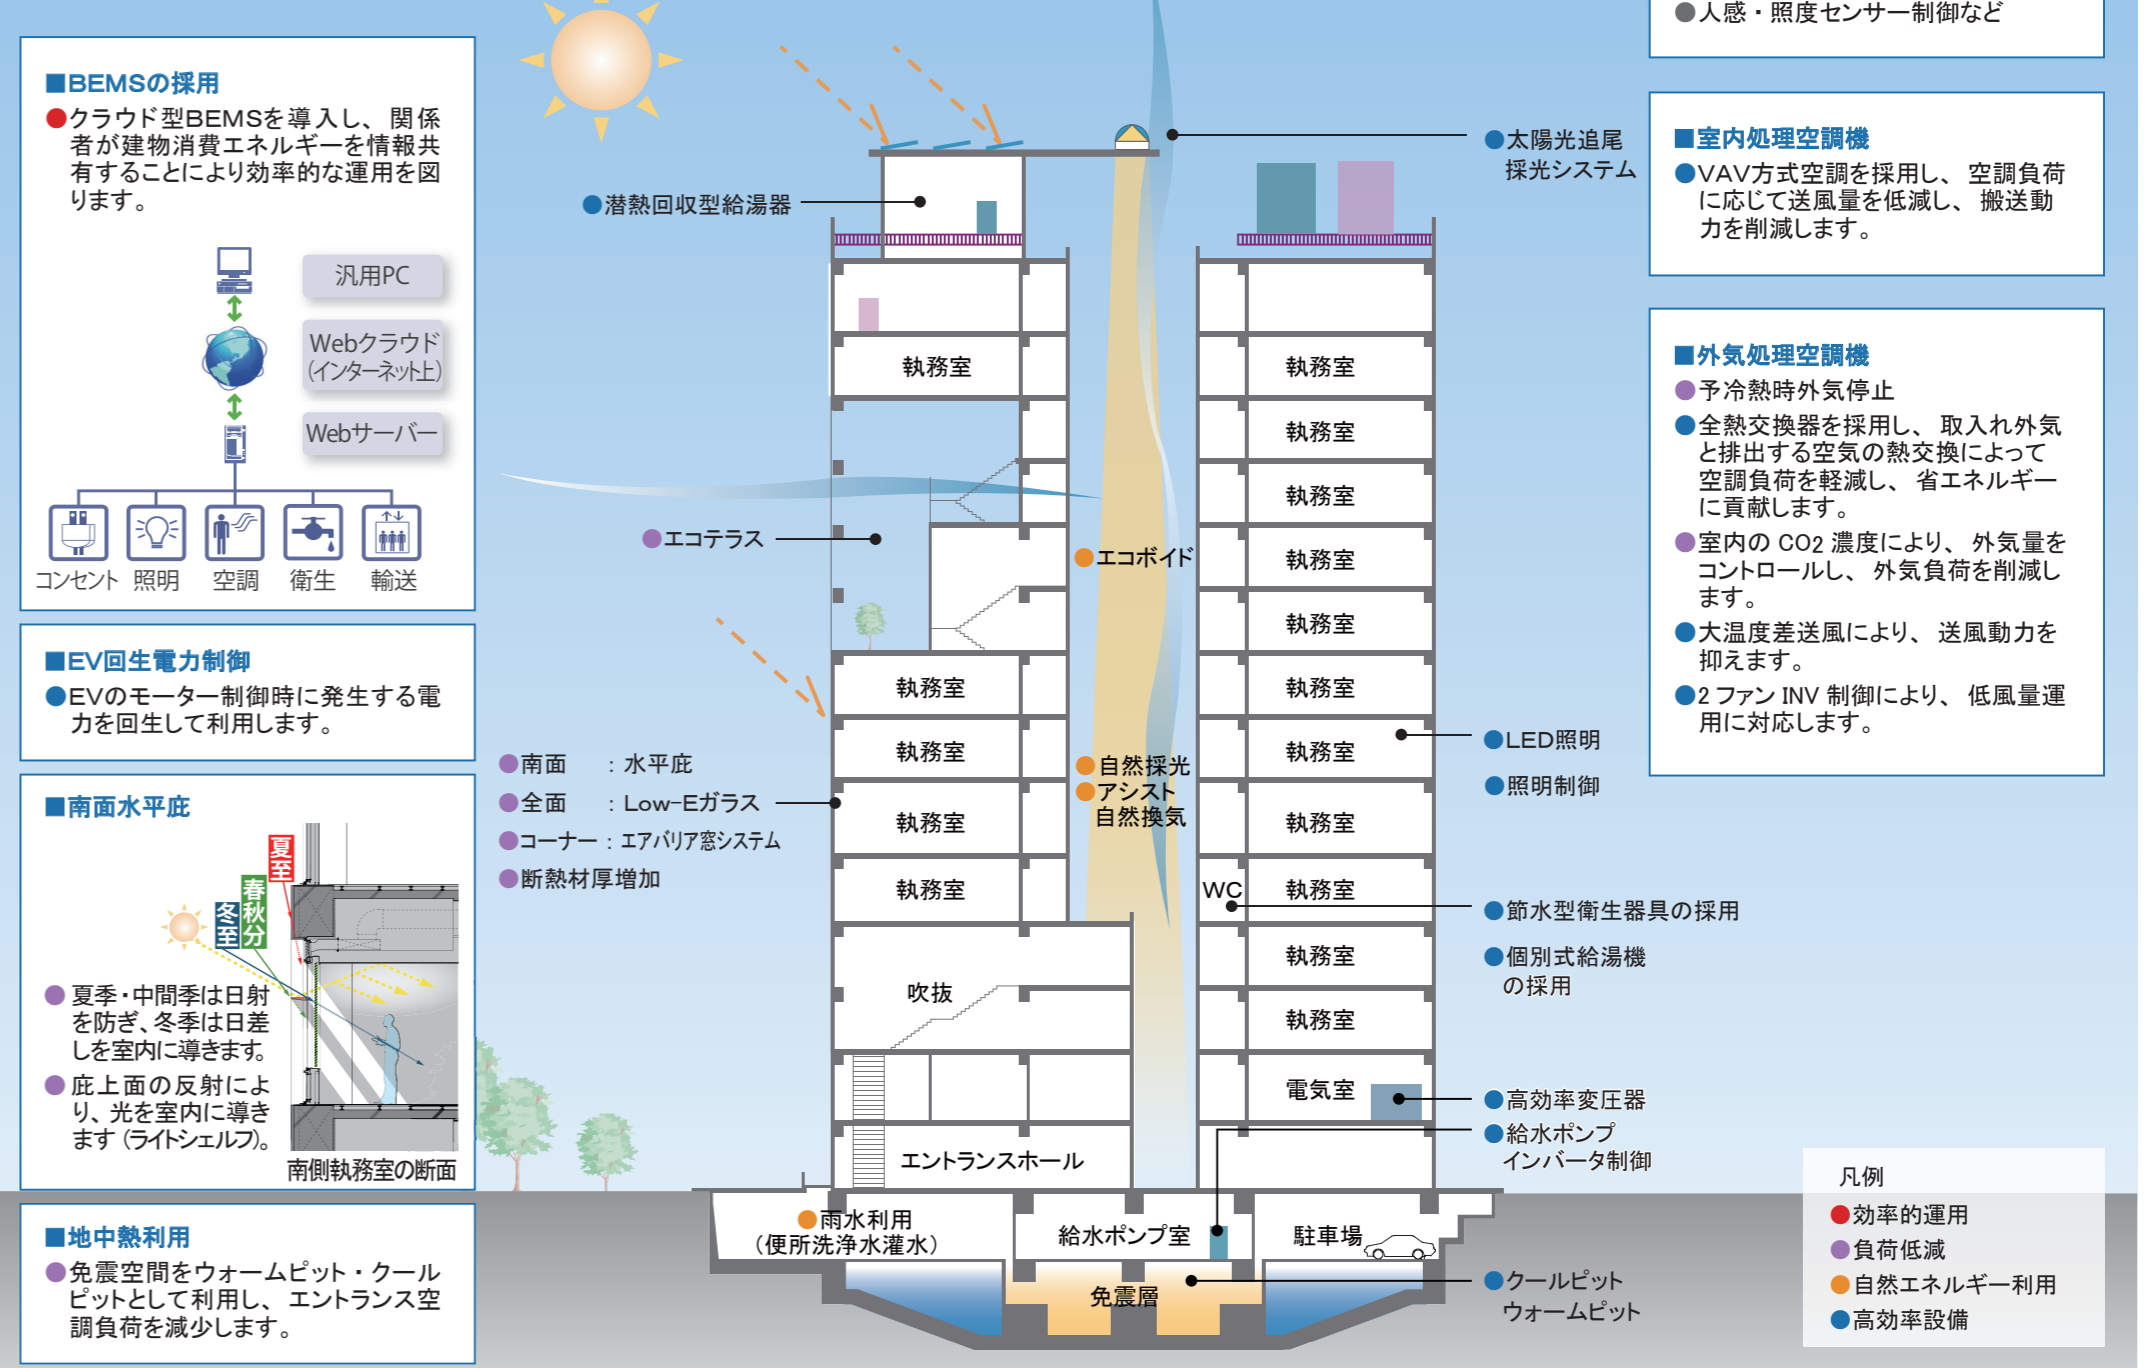 ■BEMSの採用
●クラウド型BEMSを導入し、関係
者が建物消費エネルギーを情報共
有することにより効率的な運用を図
ります。
汎用PC
Webクラウド
(インターネット上)
Webサーバー
コンセント 照明 空調 衛生 輸送
■EV回生電力制御
●EVのモーター制御時に発生する電
力を回生して利用します。
■南面水平庇
夏至
春秋分
冬至
●夏季・中間季は日射
を防ぎ、冬季は日差
しを室内に導きます。
●庇上面の反射によ
り、光を室内に導き
ます（ライトシェルフ）。
南側執務室の断面
■地中熱利用
●免震空間をウォームピット・クール
ピットとして利用し、エントランス空
調負荷を減少します。
●潜熱回収型給湯器
●エコテラス
●南面 ：水平庇
●全面 ：Low-Eガラス
●コーナー：エアバリア窓システム
●断熱材厚増加
執務室
執務室
執務室
執務室
執務室
吹抜
エントランスホール
●エコボイド
●自然採光
●アシスト
自然換気
執務室
執務室
執務室
執務室
執務室
執務室
執務室
執務室
WC 執務室
執務室
執務室
電気室
●雨水利用
（便所洗浄水灌水）
給水ポンプ室
駐車場
免震層
●太陽光追尾
採光システム
●LED照明
●照明制御
●節水型衛生器具の採用
●個別式給湯機
の採用
●高効率変圧器
●給水ポンプ
インバータ制御
●クールピット
ウォームピット
●人感・照度センサー制御など
■室内処理空調機
●VAV方式空調を採用し、空調負荷
に応じて送風量を低減し、搬送動
力を削減します。
■外気処理空調機
●予冷熱時外気停止
●全熱交換器を採用し、取入れ外気
と排出する空気の熱交換によって
空調負荷を軽減し、省エネルギー
に貢献します。
●室内の CO2 濃度により、外気量を
コントロールし、外気負荷を削減し
ます。
●大温度差送風により、送風動力を
抑えます。
●2 ファン INV 制御により、低風量運
用に対応します。
凡例
●効率的運用
●負荷低減
●自然エネルギー利用
●高効率設備